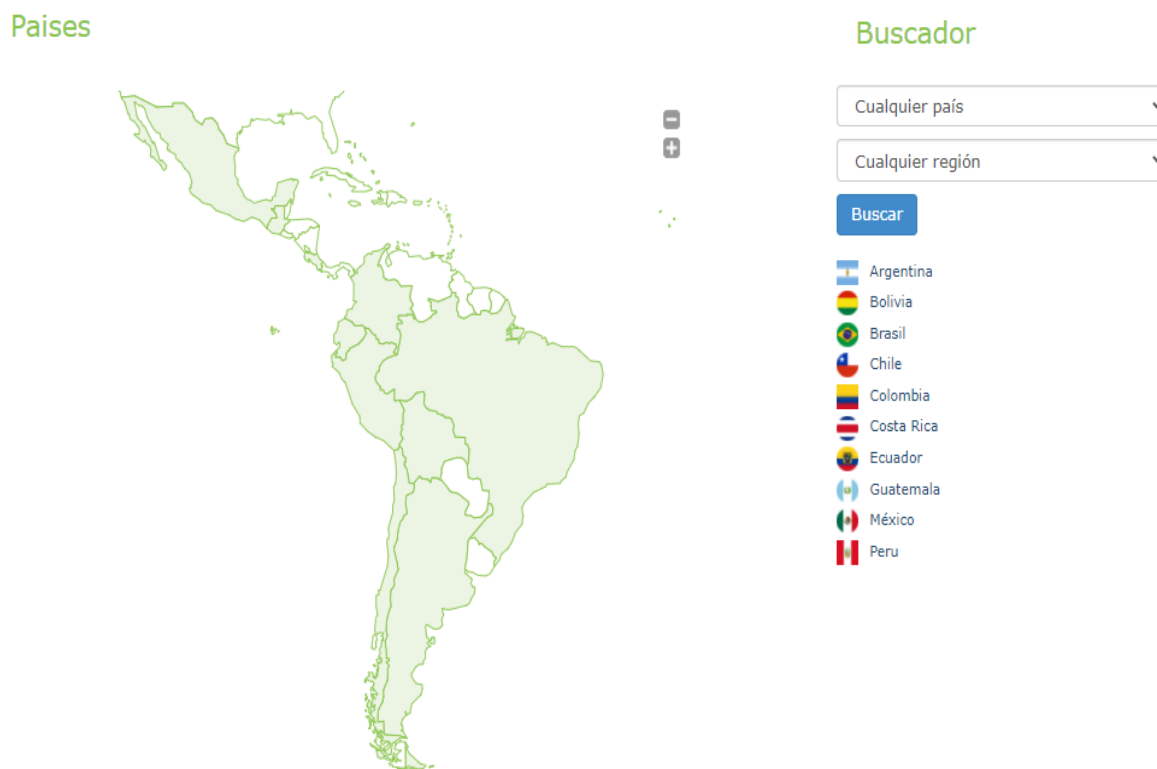 Paises
Buscador
Cualquier país
Cualquier región
Buscar
Argentina
Bolivia
Brasil
Chile
Colombia
Costa Rica
Ecuador
Guatemala
México
Peru